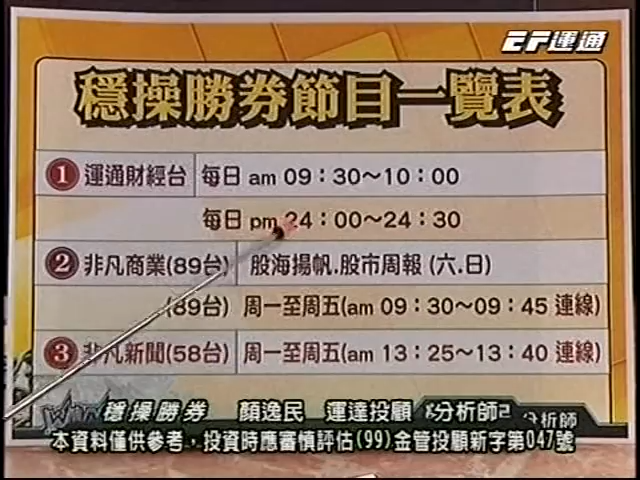 EF運通
穩操勝券節目一覽表
1 運通財經台 每日 am 09:30～10:00
每日 pm 24:00～24:30
2 非凡商業(89台) 股海揚帆.股市周報 (六.日)
(89台) 周一至周五(am 09:30～09:45 連線)
3 非凡新聞(58台) 周一至周五(am 13:25～13:40 連線)
穩操勝券 顏逸民 運達投顧 分析師
分析師
本資料僅供參考，投資時應審慎評估(99)金管投顧新字第047號